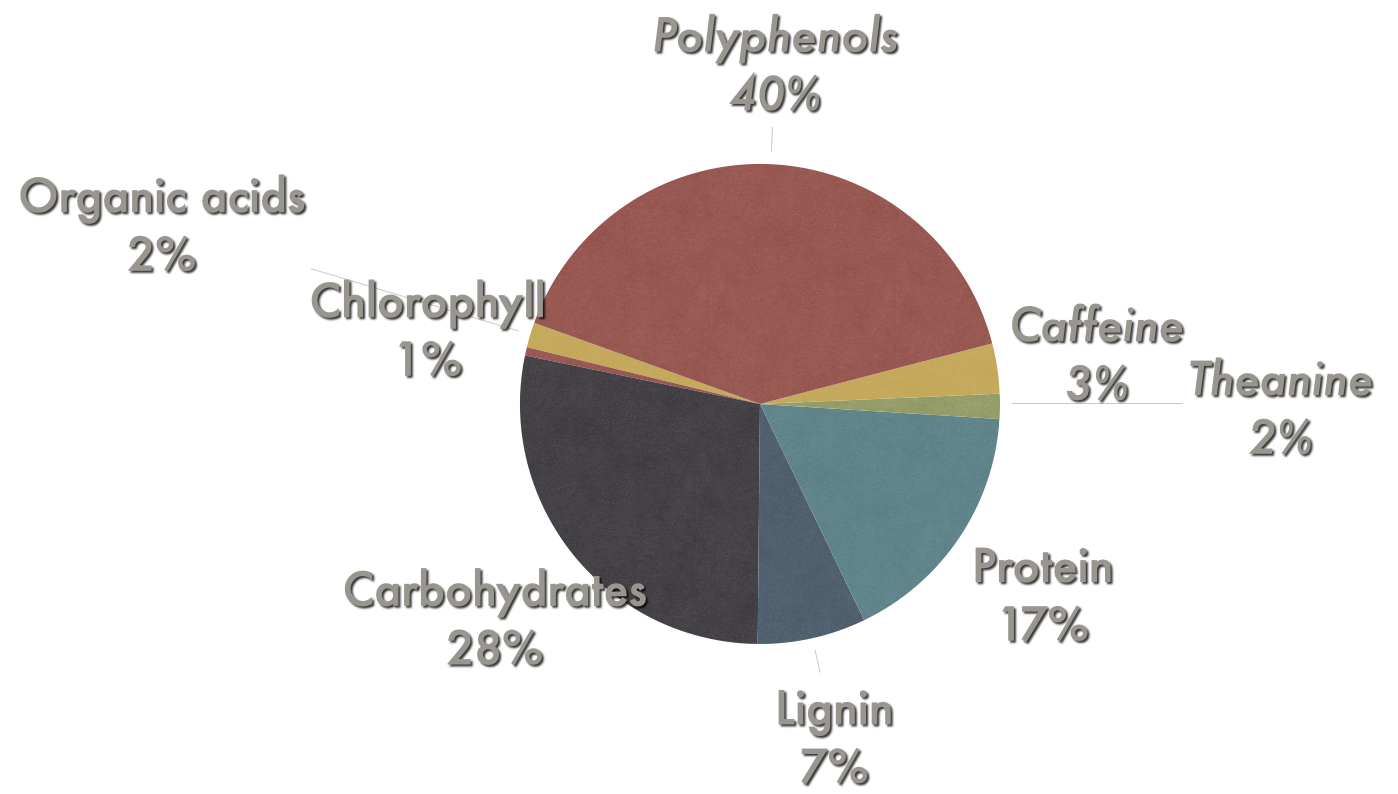 Polyphenols
40%
Organic acids
2%
Chlorophyll
1%
Caffeine
3%
Theanine
2%
Carbohydrates
28%
Protein
17%
Lignin
7%